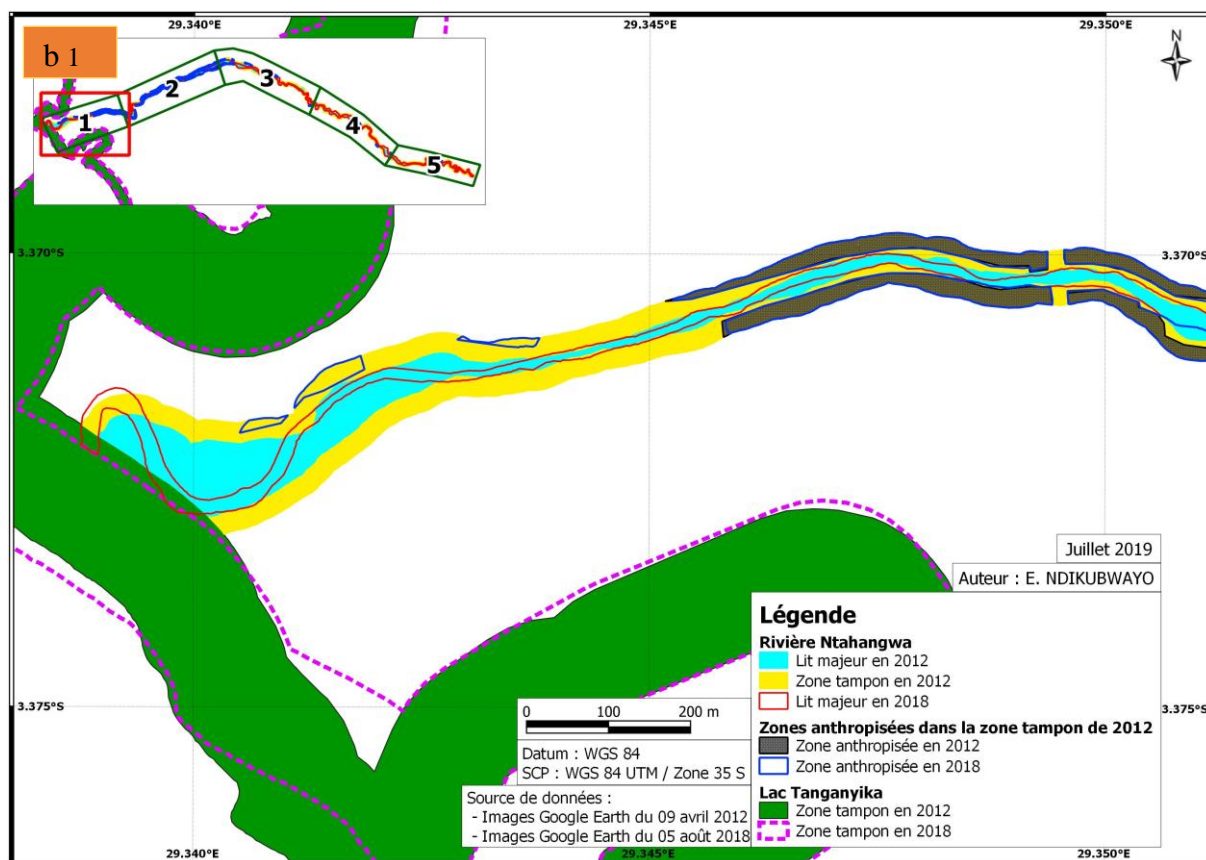 29.340°E 29.345°E 29.350°E
b 1
N
1
2
3
4
5
3.370°S 3.370°S
Juillet 2019
Auteur : E. NDIKUBWAYO
Légende
Rivière Ntahangwa
Lit majeur en 2012
Zone tampon en 2012
Lit majeur en 2018
Zones anthropisées dans la zone tampon de 2012
Zone anthropisée en 2012
Zone anthropisée en 2018
Lac Tanganyika
Zone tampon en 2012
Zone tampon en 2018
3.375°S 3.375°S
0 100 200 m
Datum : WGS 84
SCP : WGS 84 UTM / Zone 35 S
Source de données :
- Images Google Earth du 09 avril 2012
- Images Google Earth du 05 août 2018
29.340°E 29.345°E 29.350°E